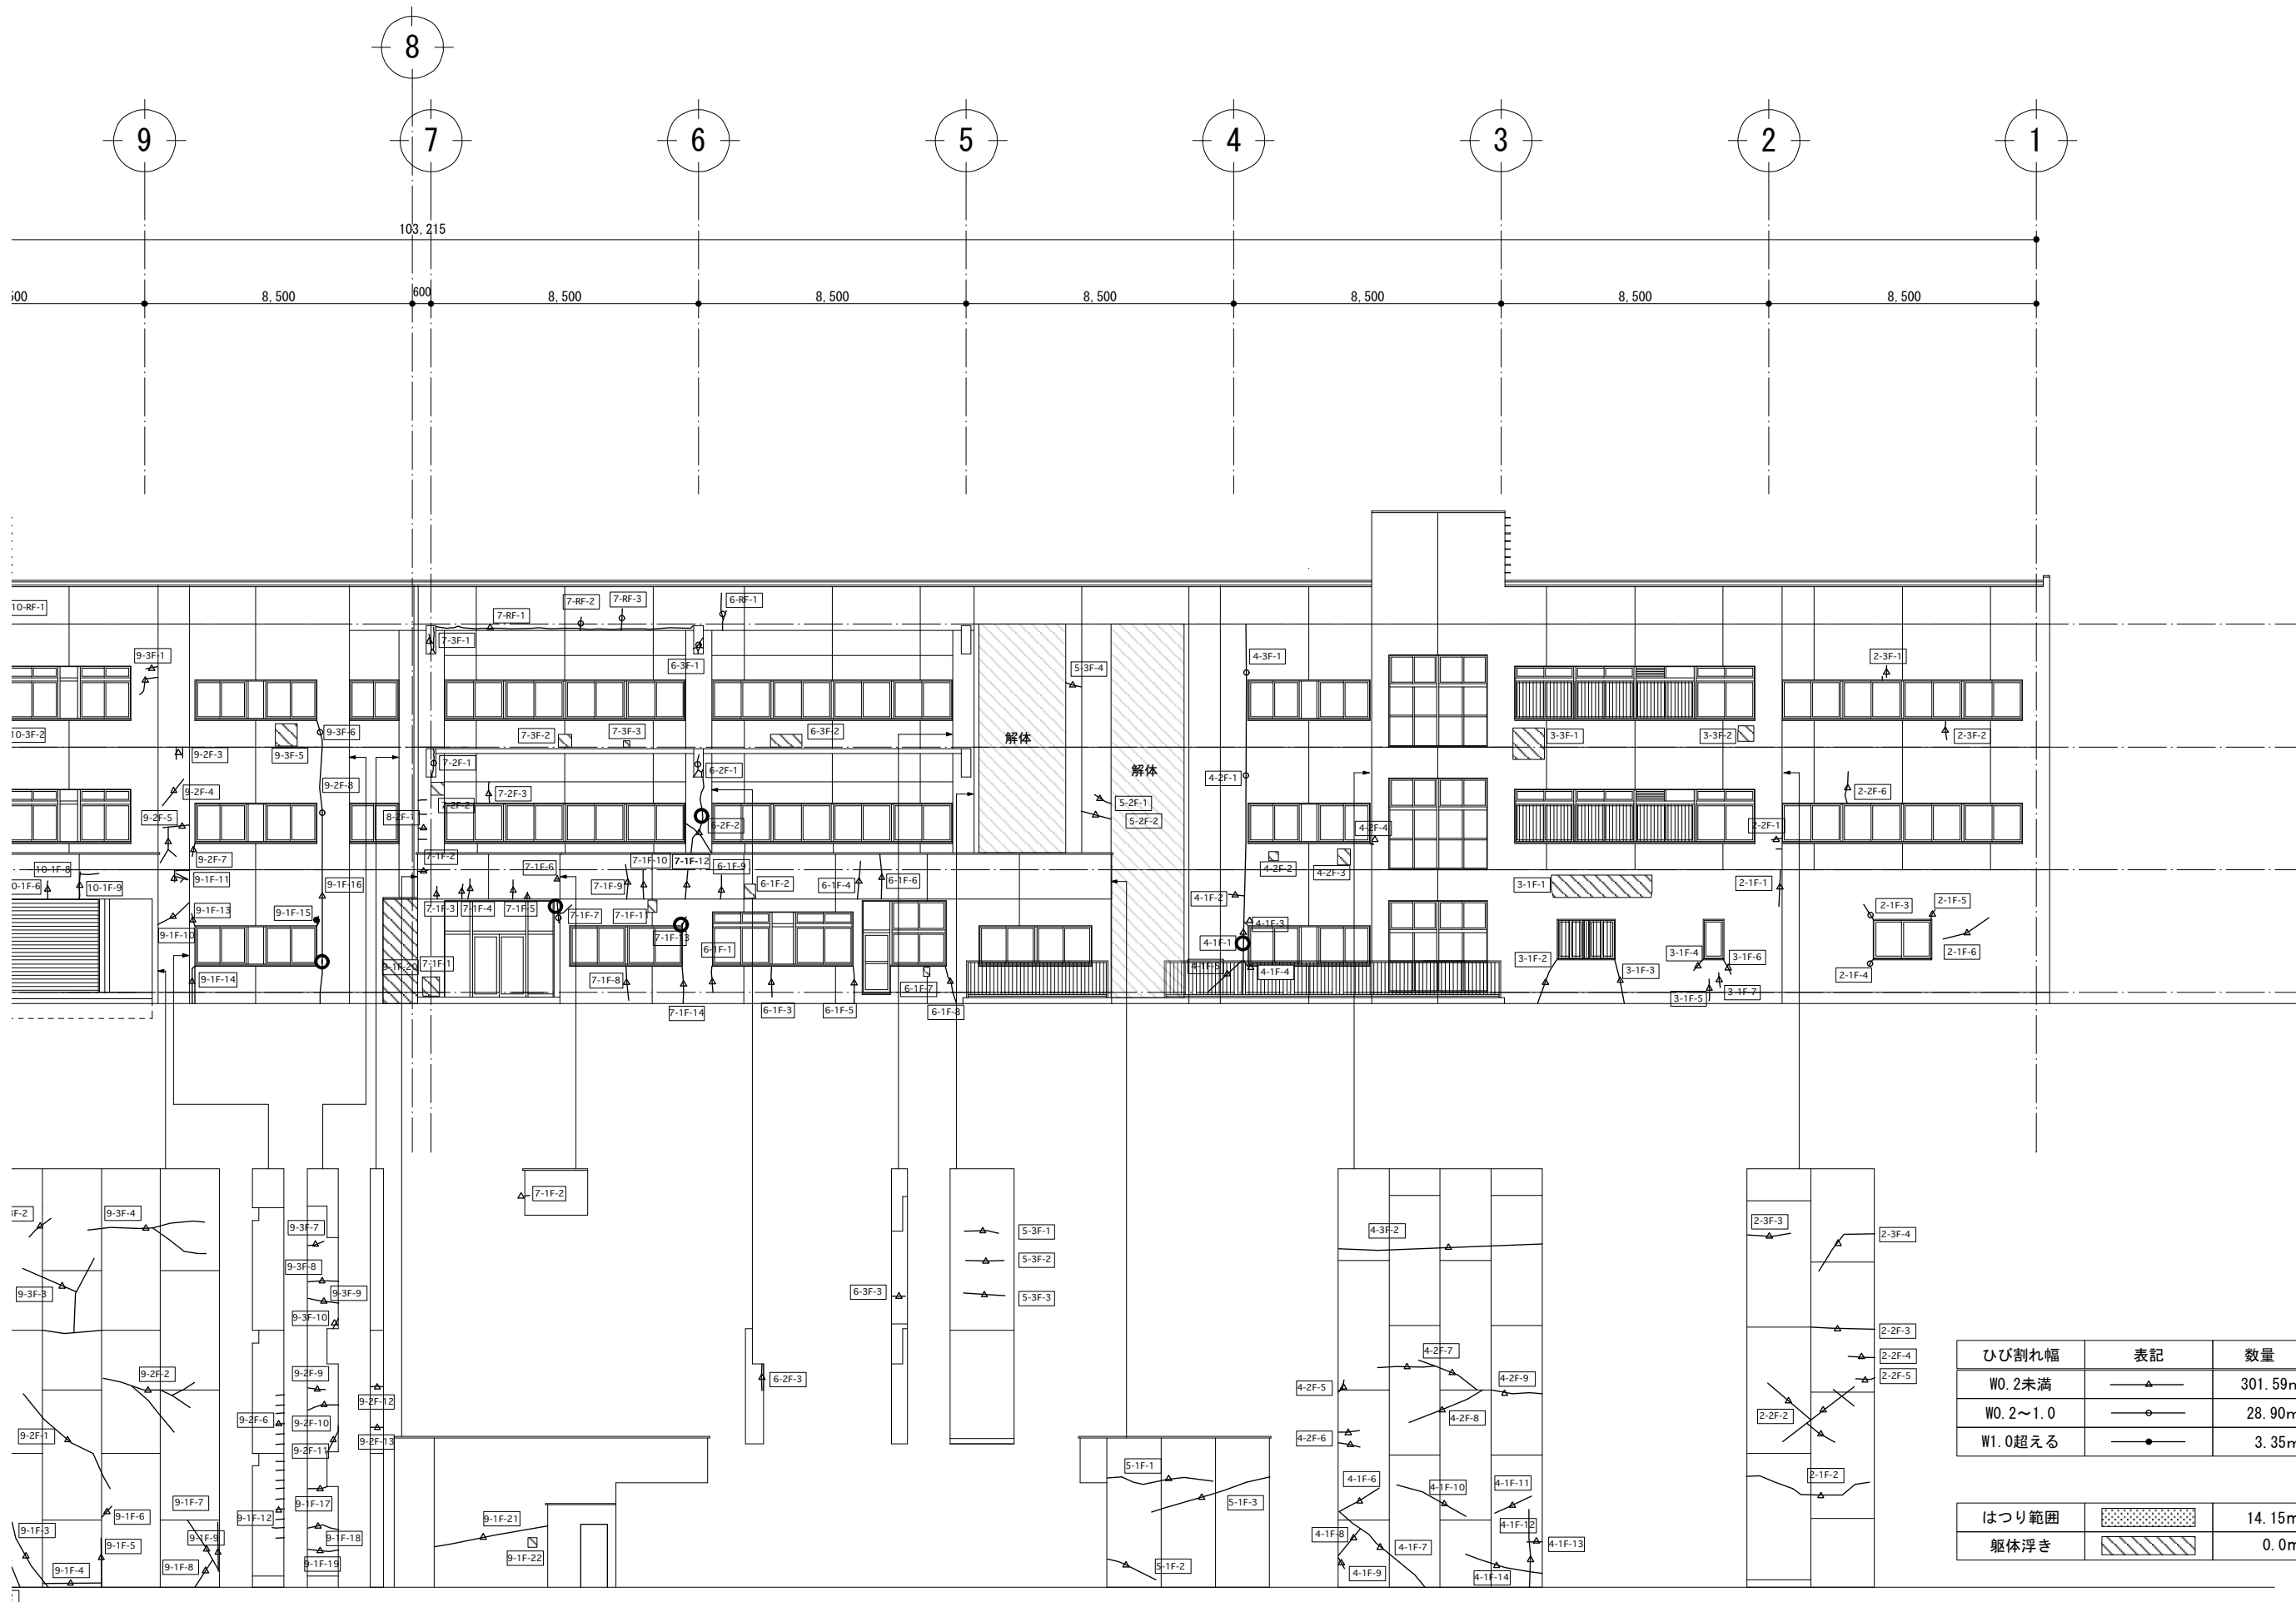 8
9
7
6
5
4
3
2
1
103,215
8,500
600
8,500
8,500
8,500
8,500
8,500
8,500
10-RF-1
7-RF-1
7-RF-2
7-RF-3
6-RF-1
9-3F-1
7-3F-1
6-3F-1
5-3F-4
4-3F-1
2-3F-1
10-3F-2
9-2F-3
9-3F-5
9-3F-6
7-3F-2
7-3F-3
6-3F-2
解体
3-3F-1
3-3F-2
2-3F-2
9-2F-4
9-2F-8
7-2F-1
6-2F-1
解体
4-2F-1
9-2F-5
8-2F-1
7-2F-2
7-2F-3
6-2F-2
5-2F-1
5-2F-2
4-2F-4
2-2F-6
2-2F-1
9-2F-7
7-1F-2
7-1F-6
7-1F-10
7-1F-12
6-1F-9
4-2F-2
4-2F-3
10-1F-8
10-1F-9
9-1F-11
9-1F-16
7-1F-9
6-1F-2
6-1F-4
6-1F-6
4-1F-2
3-1F-1
2-1F-1
9-1F-13
9-1F-15
9-1F-10
7-1F-3
7-1F-4
7-1F-5
7-1F-7
7-1F-1
7-1F-13
6-1F-1
4-1F-1
4-1F-3
2-1F-3
2-1F-5
2-1F-6
9-1F-14
9-1F-20
7-1F-1
7-1F-8
6-1F-7
4-1F-5
4-1F-4
3-1F-2
3-1F-3
3-1F-4
3-1F-6
2-1F-4
7-1F-14
6-1F-3
6-1F-5
6-1F-8
3-1F-5
3-1F-7
9-3F-4
9-3F-7
7-1F-2
5-3F-1
4-3F-2
2-3F-3
2-3F-4
9-3F-3
9-3F-8
9-3F-9
9-3F-10
6-3F-3
5-3F-2
5-3F-3
2-2F-3
9-2F-2
9-2F-9
9-2F-12
6-2F-3
4-2F-7
4-2F-5
4-2F-9
2-2F-4
2-2F-5
9-2F-1
9-2F-6
9-2F-10
9-2F-11
9-2F-13
4-2F-8
4-2F-6
2-2F-2
9-1F-7
9-1F-6
9-1F-12
9-1F-17
5-1F-1
5-1F-3
4-1F-6
4-1F-10
4-1F-11
2-1F-2
9-1F-3
9-1F-5
9-1F-9
9-1F-18
9-1F-21
4-1F-8
4-1F-7
4-1F-12
4-1F-13
9-1F-4
9-1F-8
9-1F-19
9-1F-22
5-1F-2
4-1F-9
4-1F-14
ひび割れ幅 表記 数量
W0.2未満 301.59
W0.2～1.0 28.90
W1.0超える 3.35
はつり範囲 14.15
躯体浮き 0.0